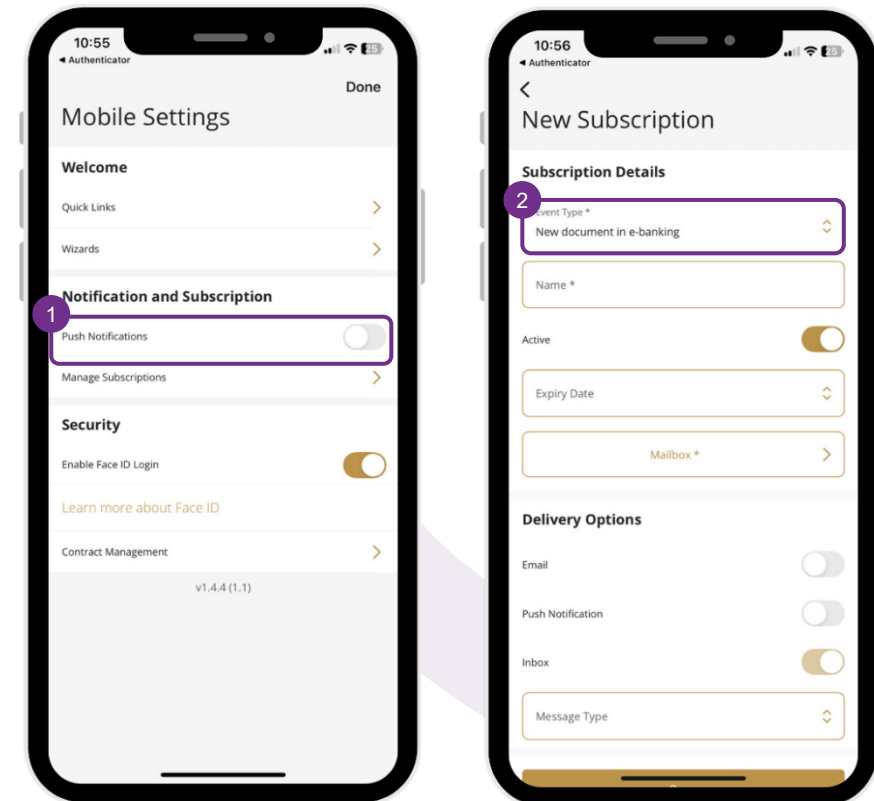 10:55
25
◄ Authenticator
Done
Mobile Settings
Welcome
Quick Links
Wizards
Notification and Subscription
1
Push Notifications
Manage Subscriptions
Security
Enable Face ID Login
Learn more about Face ID
Contract Management
v1.4.4 (1.1)
10:56
25
◄ Authenticator
New Subscription
Subscription Details
2
Event Type *
New document in e-banking
Name *
Active
Expiry Date
Mailbox *
Delivery Options
Email
Push Notification
Inbox
Message Type